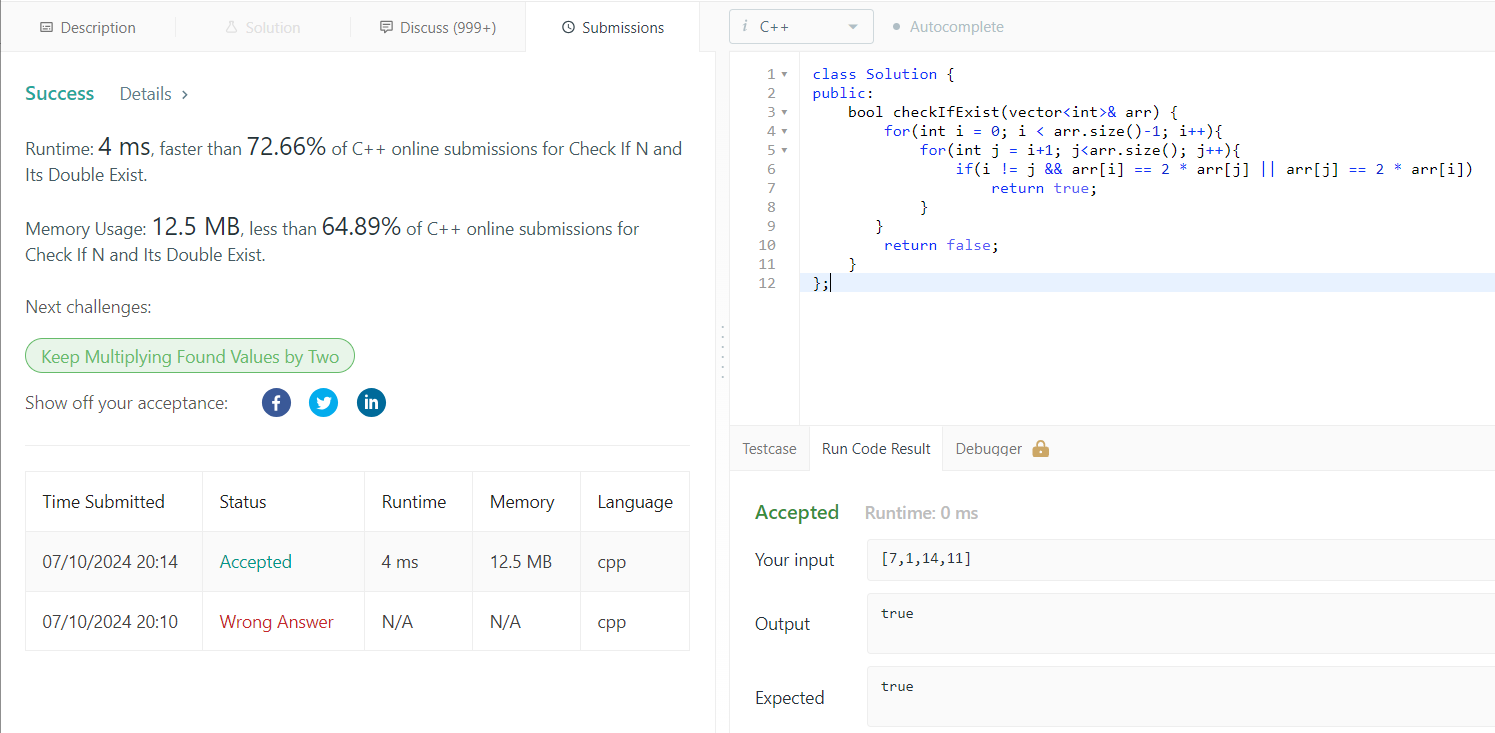 Description
Solution
Discuss (999+)
Submissions
Success Details >
Runtime: 4 ms, faster than 72.66% of C++ online submissions for Check If N and
Its Double Exist.
Memory Usage: 12.5 MB, less than 64.89% of C++ online submissions for
Check If N and Its Double Exist.
Next challenges:
Keep Multiplying Found Values by Two
Show off your acceptance:
Time Submitted Status Runtime Memory Language
07/10/2024 20:14 Accepted 4 ms 12.5 MB cpp
07/10/2024 20:10 Wrong Answer N/A N/A cpp
i C++ Autocomplete
1 class Solution {
2 public:
3     bool checkIfExist(vector<int>& arr) {
4         for(int i = 0; i < arr.size()-1; i++){
5             for(int j = i+1; j<arr.size(); j++){
6                 if(i != j && arr[i] == 2 * arr[j] || arr[j] == 2 * arr[i])
7                     return true;
8             }
9        }
10         return false;
11     }
12 };
Testcase Run Code Result Debugger
Accepted Runtime: 0 ms
Your input [7,1,14,11]
Output true
Expected true